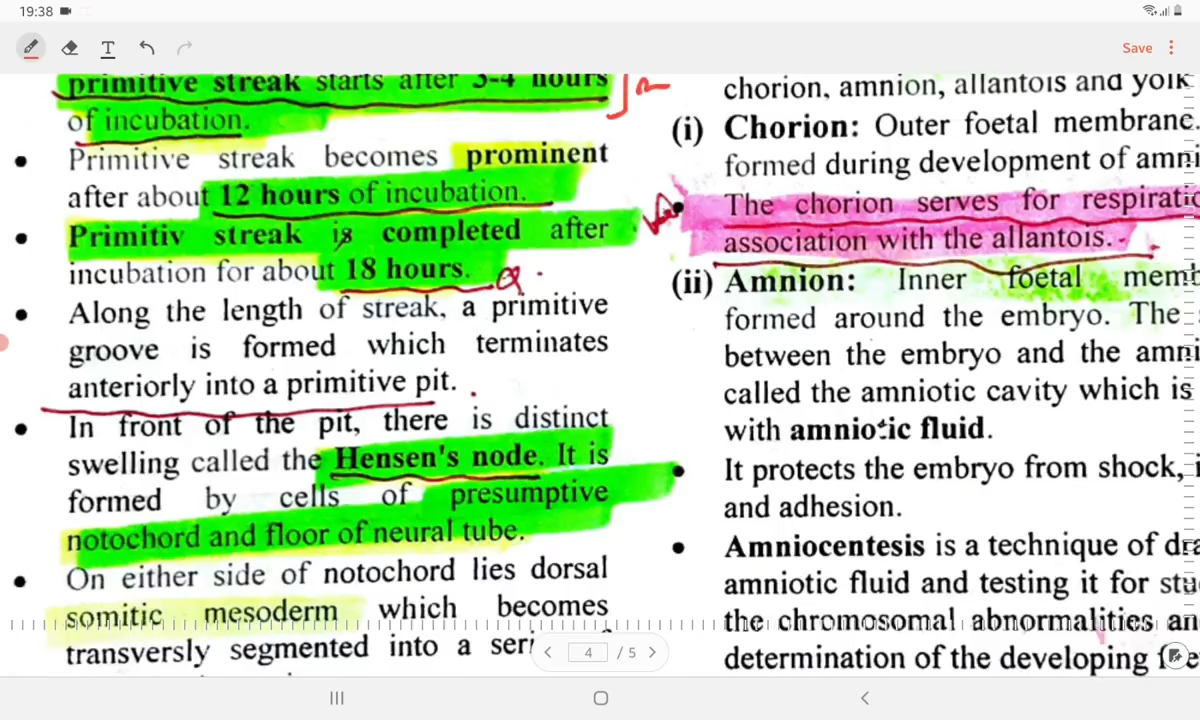 19:38
T
Save
primitive streak starts after 3-4 hours
of incubation.
• Primitive streak becomes prominent
after about 12 hours of incubation.
• Primitiv streak is completed after
incubation for about 18 hours.
• Along the length of streak, a primitive
groove is formed which terminates
anteriorly into a primitive pit.
• In front of the pit, there is distinct
swelling called the Hensen's node. It is
formed by cells of presumptive
notochord and floor of neural tube.
• On either side of notochord lies dorsal
somitic mesoderm which becomes
transversly segmented into a
chorion, amnion, allantois and yolk
(i) Chorion: Outer foetal membrane.
formed during development of
• The chorion serves for
association with the allantois.
(ii) Amnion: Inner foetal
formed around the embryo. The
between the embryo and the
called the amniotic cavity which is
with amniotic fluid.
• It protects the embryo from shock,
and adhesion.
• Amniocentesis is a technique of
amniotic fluid and testing it for
the chromosomal abnormalities
determination of the developing
4 / 5